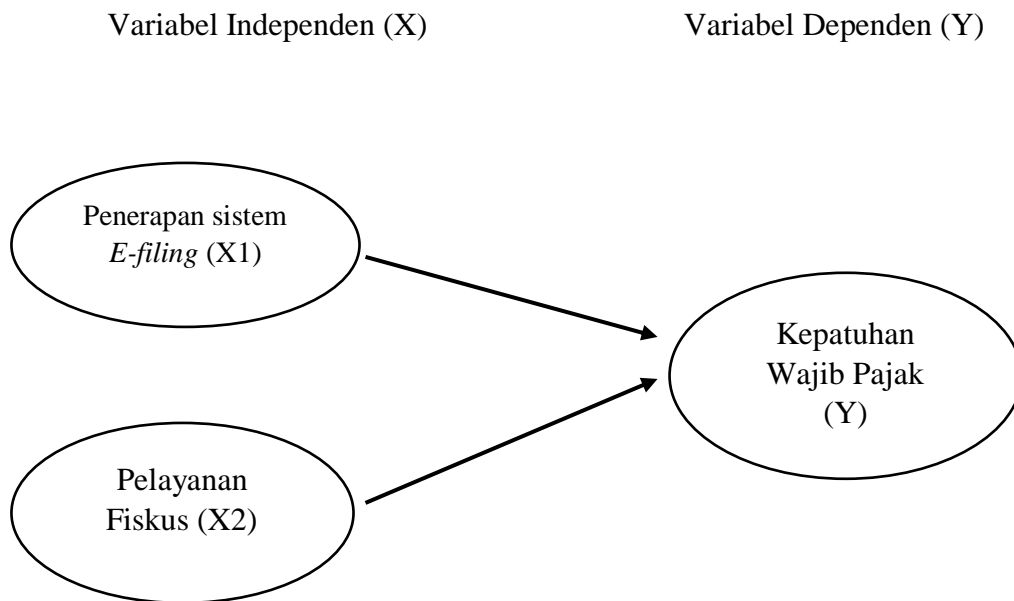 Variabel Independen (X)
Variabel Dependen (Y)
Penerapan sistem
E-filing (X1)
Kepatuhan
Wajib Pajak
(Y)
Pelayanan
Fiskus (X2)